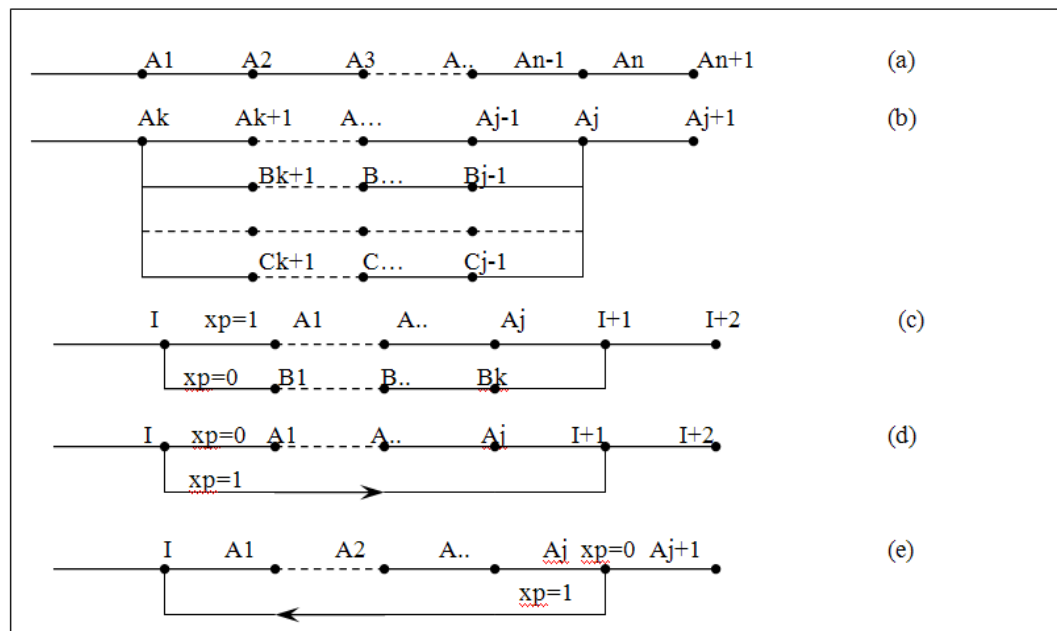 A1 A2 A3 A.. An-1 An An+1 (a)
Ak Ak+1 A… Aj-1 Aj Aj+1 (b)
Bk+1 B… Bj-1
Ck+1 C… Cj-1
I xp=1 A1 A.. Aj I+1 I+2 (c)
xp=0 B1 B.. Bk
I xp=0 A1 A.. Aj I+1 I+2 (d)
xp=1
I A1 A2 A.. Aj xp=0 Aj+1 (e)
xp=1